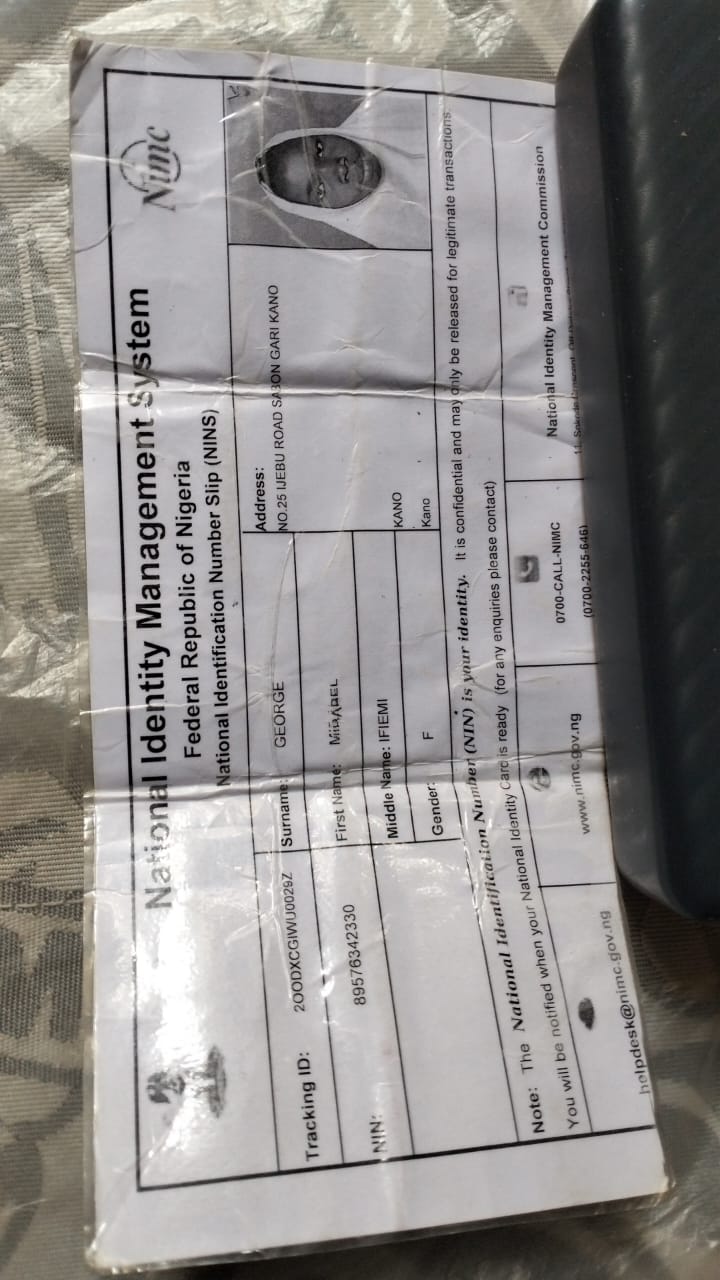 National Identity Management System
Federal Republic of Nigeria
National Identification Number Slip (NINS)
Nimc
Tracking ID: 2OODXCGIWU0029Z
Surname: GEORGE
Address:
NO.25 IJEBU ROAD SABON GARI KANO
NIN: 89576342330
First Name:
Middle Name: IFIEMI
KANO
Gender: F
Kano
Note: The National Identification Number (NIN) is your identity. It is confidential and may only be released for legitimate transactions.
You will be notified when your National Identity Card is ready (for any enquiries please contact)
helpdesk@nimc.gov.ng
www.nimc.gov.ng
0700-CALL-NIMC
(0700-2255-646)
National Identity Management Commission